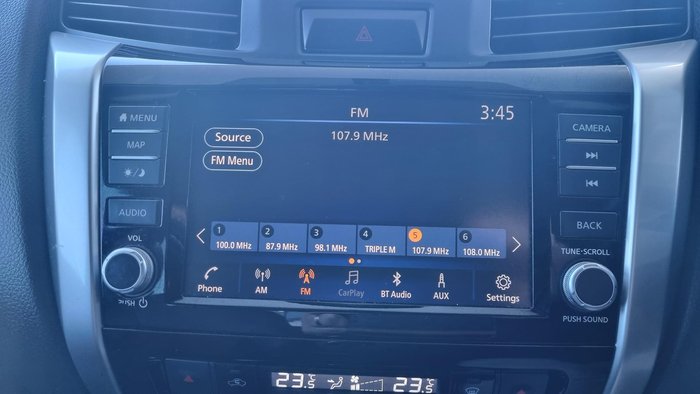 FM
3:45
MENU
MAP
AUDIO
VOL
PUSH
Source
107.9 MHz
FM Menu
1 2 3 4 5 6
100.0 MHz 87.9 MHz 98.1 MHz TRIPLE M 107.9 MHz 108.0 MHz
Phone AM FM CarPlay BT Audio AUX Settings
CAMERA
BACK
TUNE·SCROLL
PUSH SOUND
23.5 23.5